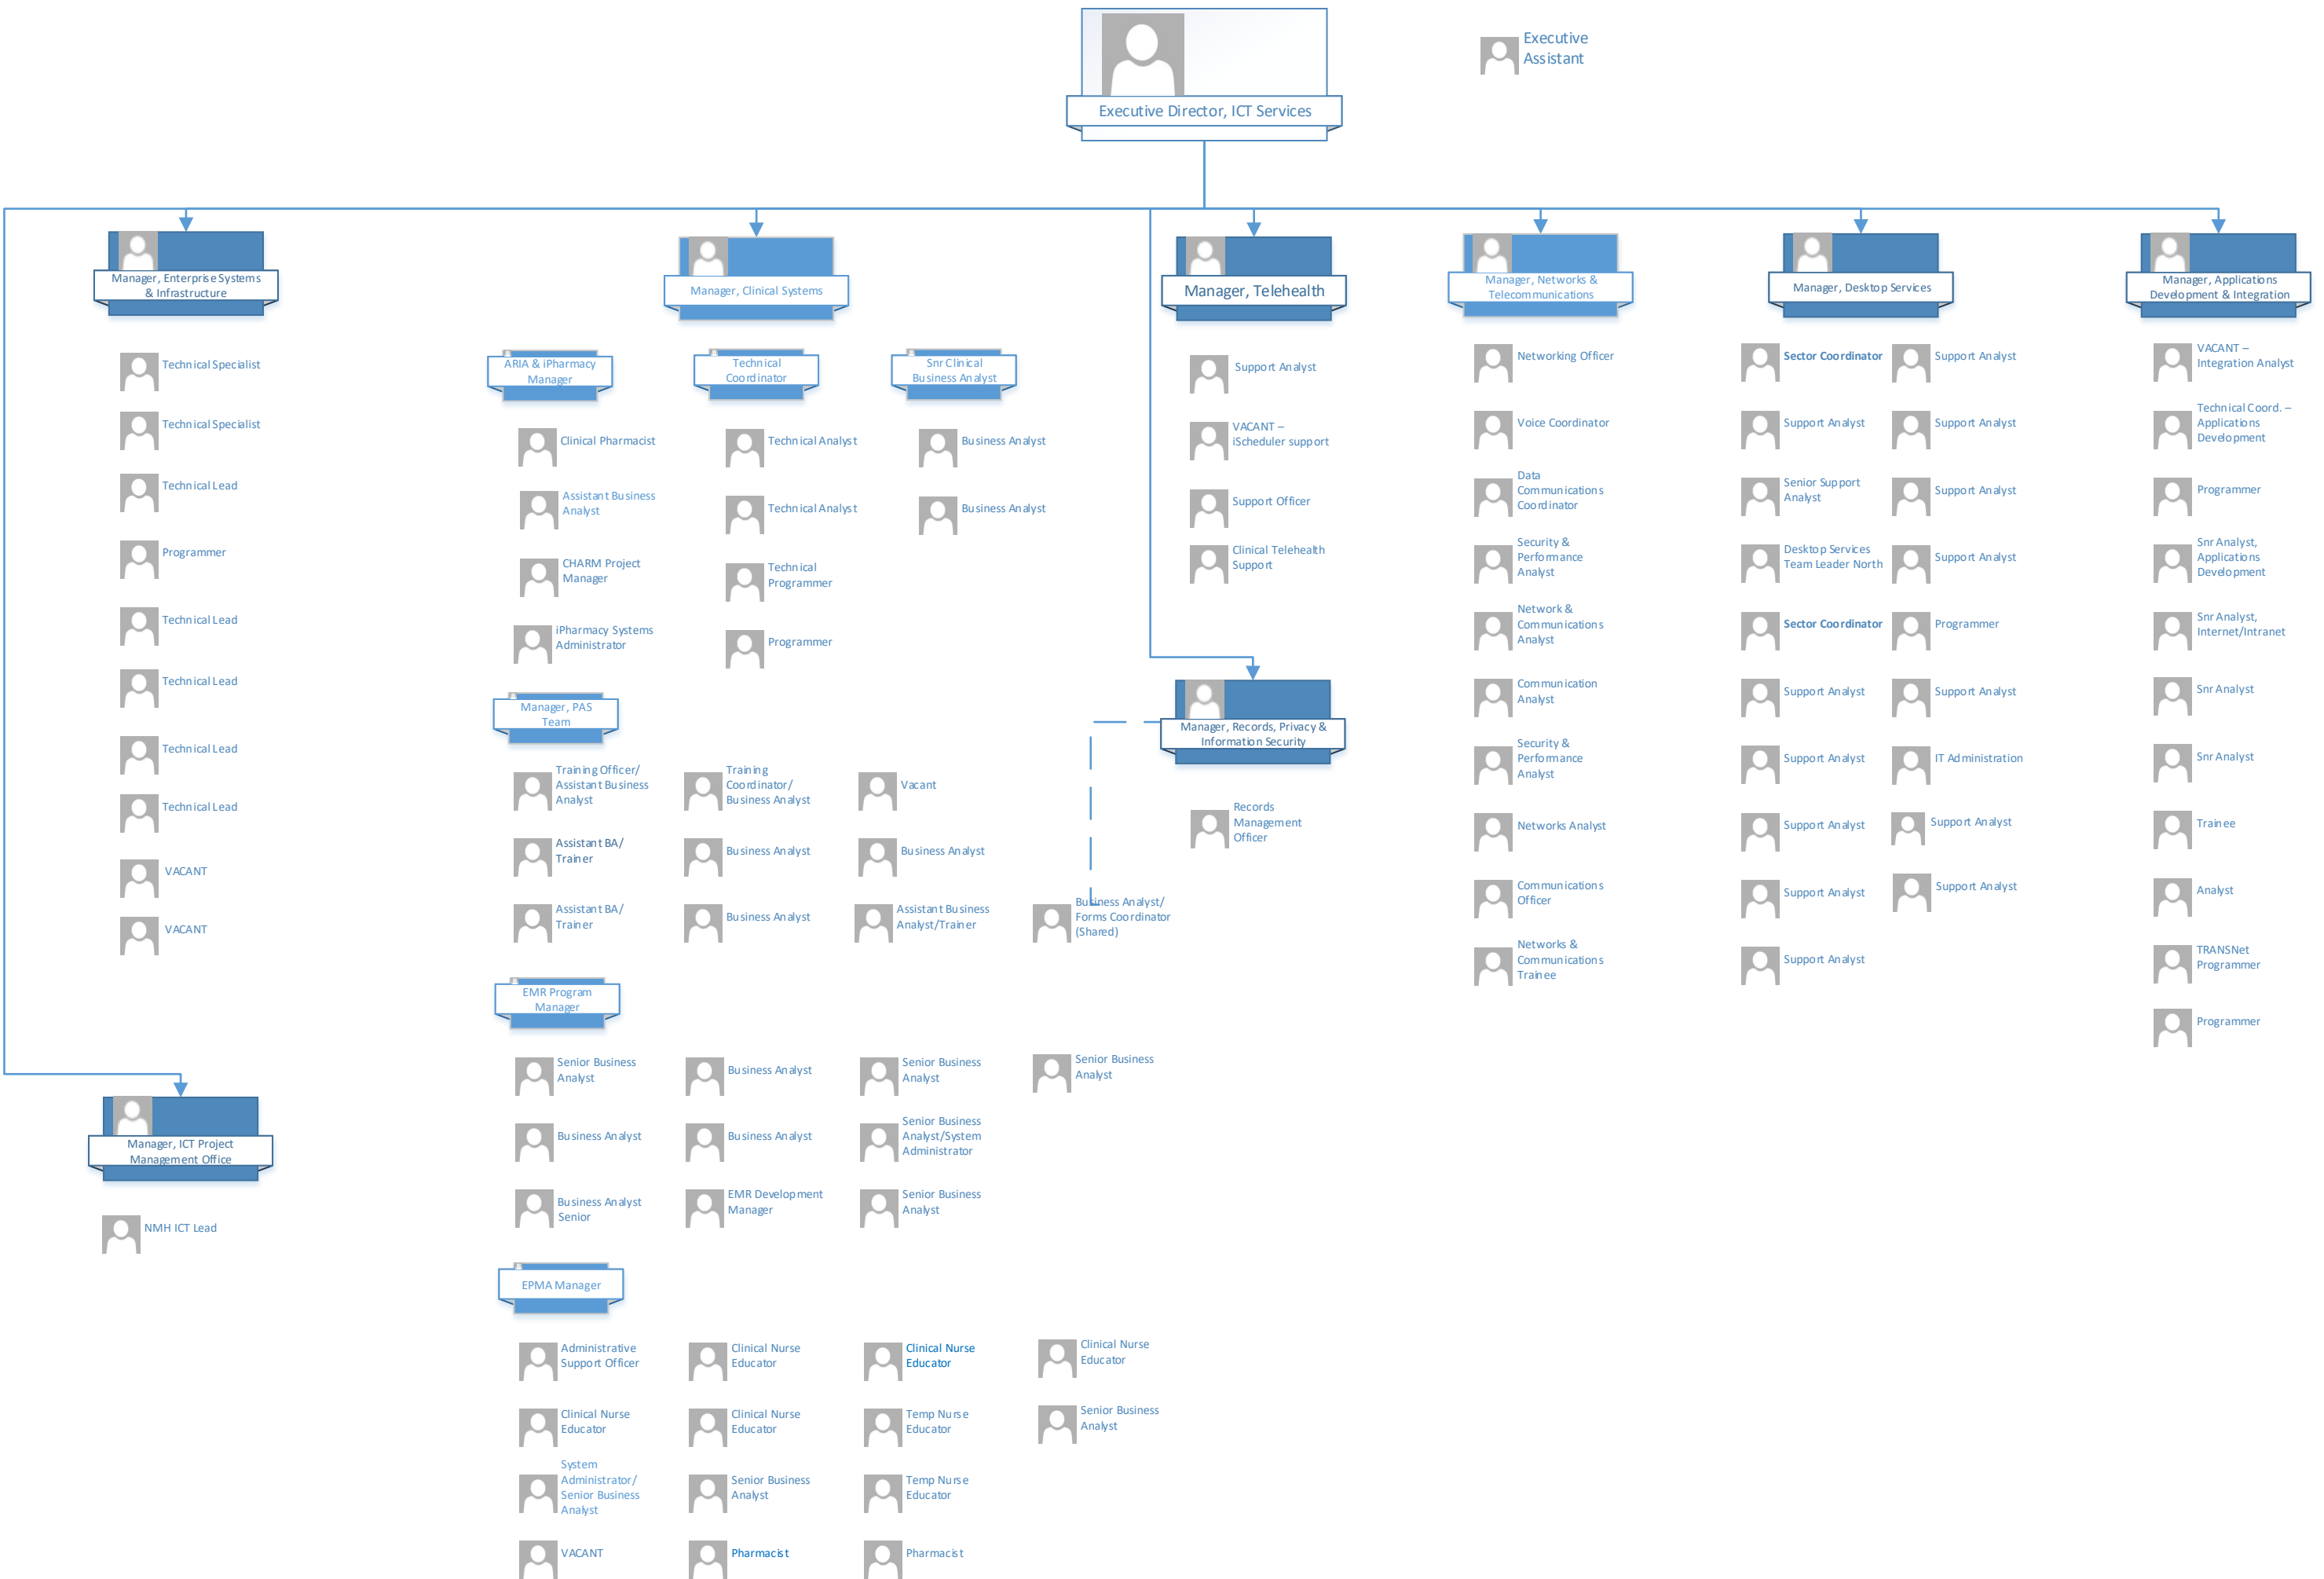 Executive Director, ICT Services
Executive
Assistant
Manager, Enterprise Systems
& Infrastructure
Technical Specialist
Technical Specialist
Technical Lead
Programmer
Technical Lead
Technical Lead
Technical Lead
Technical Lead
VACANT
VACANT
Manager, ICT Project
Management Office
NMH ICT Lead
Manager, Clinical Systems
ARIA & iPharmacy
Manager
Clinical Pharmacist
Assistant Business
Analyst
CHARM Project
Manager
iPharmacy Systems
Administrator
Technical
Coordinator
Technical Analyst
Technical Analyst
Technical
Programmer
Programmer
Snr Clinical
Business Analyst
Business Analyst
Business Analyst
Manager, PAS
Team
Training Officer/
Assistant Business
Analyst
Assistant BA/
Trainer
Assistant BA/
Trainer
Training
Coordinator/
Business Analyst
Business Analyst
Business Analyst
Vacant
Business Analyst
Assistant Business
Analyst/Trainer
Business Analyst/
Forms Coordinator
(Shared)
EMR Program
Manager
Senior Business
Analyst
Business Analyst
Business Analyst
Senior
Business Analyst
Business Analyst
EMR Development
Manager
Senior Business
Analyst
Senior Business
Analyst/System
Administrator
Senior Business
Analyst
Senior Business
Analyst
EPMA Manager
Administrative
Support Officer
Clinical Nurse
Educator
System
Administrator/
Senior Business
Analyst
VACANT
Clinical Nurse
Educator
Clinical Nurse
Educator
Senior Business
Analyst
Pharmacist
Clinical Nurse
Educator
Temp Nurse
Educator
Temp Nurse
Educator
Pharmacist
Clinical Nurse
Educator
Senior Business
Analyst
Manager, Telehealth
Support Analyst
VACANT –
iScheduler support
Support Officer
Clinical Telehealth
Support
Manager, Records, Privacy &
Information Security
Records
Management
Officer
Manager, Networks &
Telecommunications
Networking Officer
Voice Coordinator
Data
Communications
Coordinator
Security &
Performance
Analyst
Network &
Communications
Analyst
Communication
Analyst
Security &
Performance
Analyst
Networks Analyst
Communications
Officer
Networks &
Communications
Trainee
Manager, Desktop Services
Sector Coordinator
Support Analyst
Senior Support
Analyst
Desktop Services
Team Leader North
Sector Coordinator
Support Analyst
Support Analyst
Support Analyst
Support Analyst
Support Analyst
Support Analyst
Support Analyst
Support Analyst
Support Analyst
Programmer
Support Analyst
IT Administration
Support Analyst
Support Analyst
Manager, Applications
Development & Integration
VACANT –
Integration Analyst
Technical Coord. –
Applications
Development
Programmer
Snr Analyst,
Applications
Development
Snr Analyst,
Internet/Intranet
Snr Analyst
Snr Analyst
Trainee
Analyst
TRANSNet
Programmer
Programmer